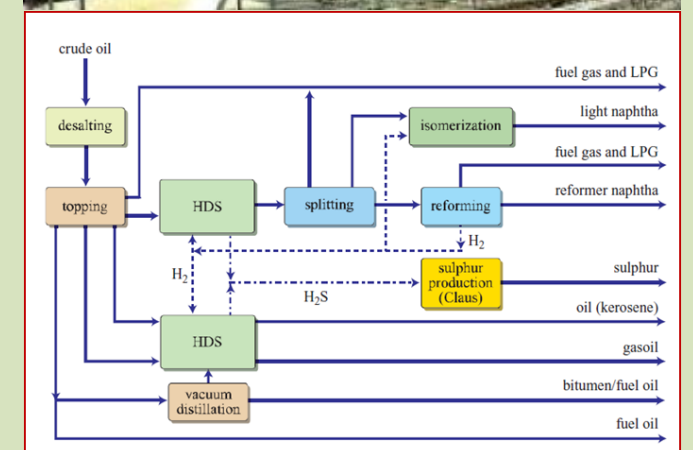 crude oil
fuel gas and LPG
desalting
isomerization
light naphtha
fuel gas and LPG
topping
HDS
splitting
reforming
reformer naphtha
H₂
H₂
H₂S
sulphur
production
(Claus)
sulphur
oil (kerosene)
HDS
gasoil
vacuum
distillation
bitumen/fuel oil
fuel oil